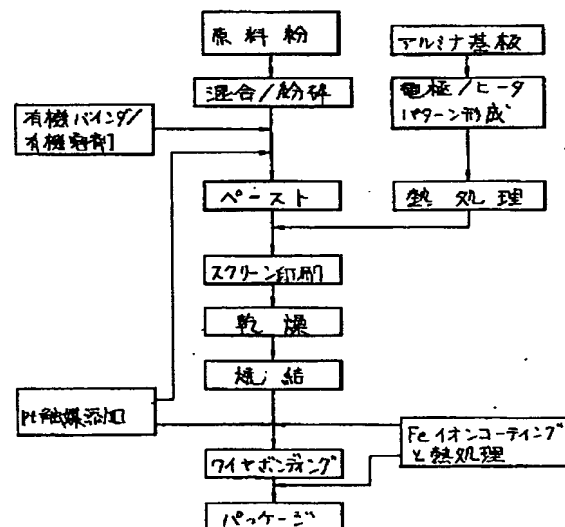 原料粉
アルミナ基板
混合/粉砕
電極/ヒータ
パターン形成
有機バインダ/
有機溶剤
ペースト
熱処理
スクリーン印刷
乾燥
焼結
Pt触媒添加
Feイオンコーティング
と熱処理
ワイヤボンディング
パッケージ